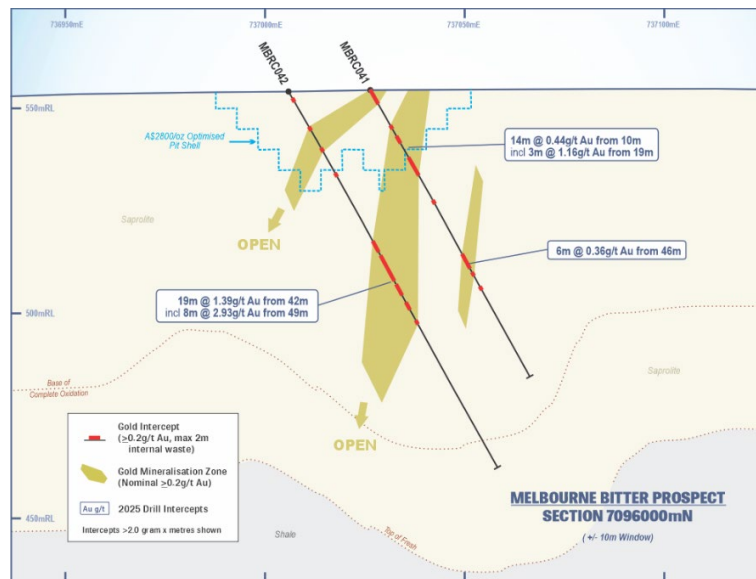 736950mE
737000mE
737050mE
737100mE
MBRC042
MBRC041
550mRL
A$2800/oz Optimised
Pit Shell
14m @ 0.44g/t Au from 10m
incl 3m @ 1.16g/t Au from 19m
Saprolite
OPEN
6m @ 0.36g/t Au from 46m
19m @ 1.39g/t Au from 42m
incl 8m @ 2.93g/t Au from 49m
500mRL
Base of
Complete Oxidation
Saprolite
Gold Intercept
(≥0.2g/t Au, max 2m
internal waste)
Gold Mineralisation Zone
(Nominal ≥0.2g/t Au)
Au g/t
2025 Drill Intercepts
Intercepts >2.0 gram x metres shown
OPEN
MELBOURNE BITTER PROSPECT
SECTION 7096000mN
( +/- 10m Window)
450mRL
Shale
Top of Fresh